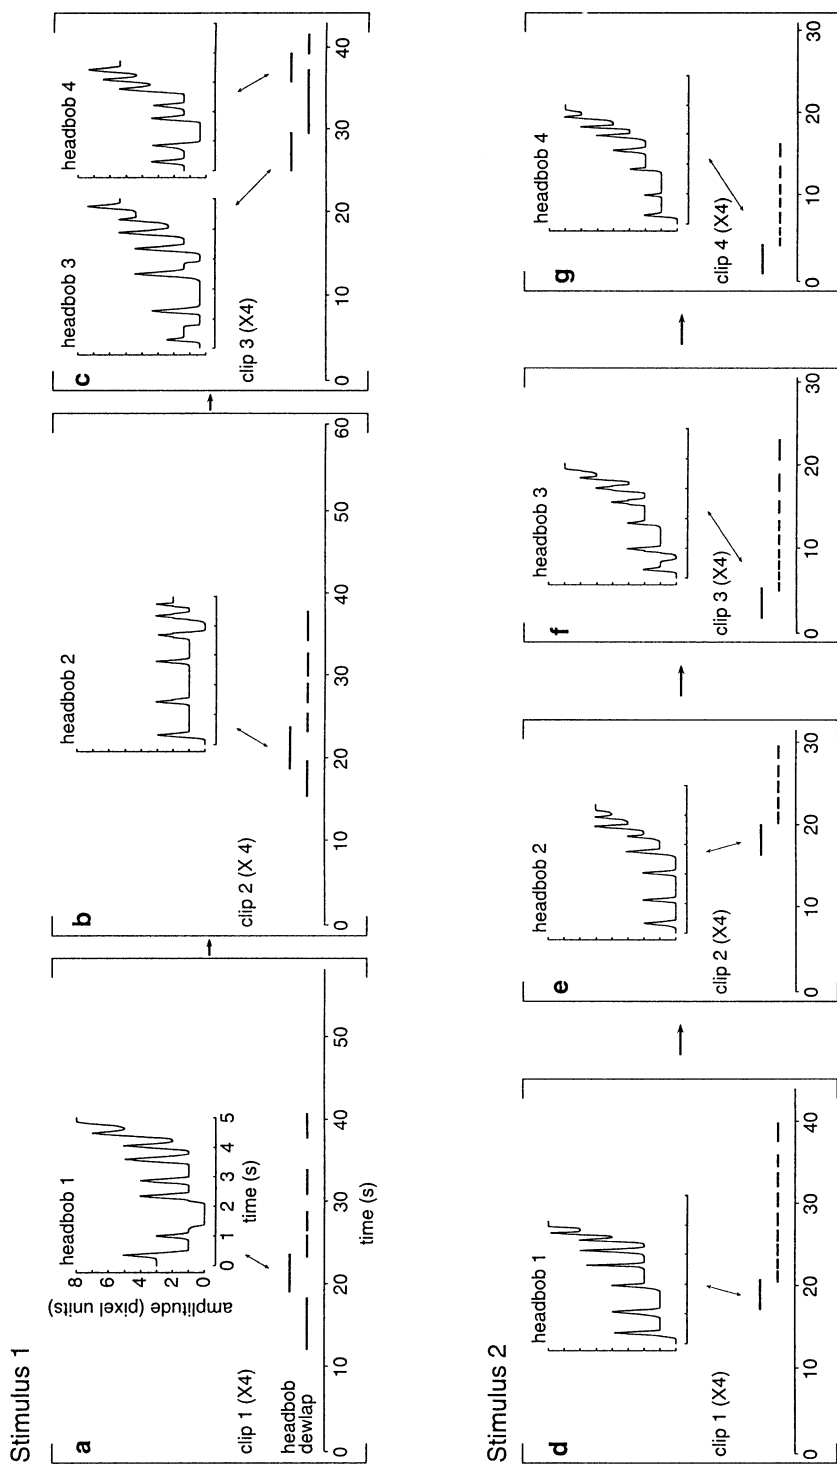 Stimulus 1
a
headbob 1
amplitude (pixel units)
8
6
4
2
0
0 1 2 3 4 5
time (s)
clip 1 (X4)
headbob
dewlap
0 10 20 30 40 50
time (s)
b
headbob 2
clip 2 (X 4)
0 10 20 30 40 50 60
c
headbob 3
headbob 4
clip 3 (X4)
0 10 20 30 40
Stimulus 2
d
headbob 1
clip 1 (X4)
0 10 20 30 40
e
headbob 2
clip 2 (X4)
0 10 20 30
f
headbob 3
clip 3 (X4)
0 10 20 30
g
headbob 4
clip 4 (X4)
0 10 20 30